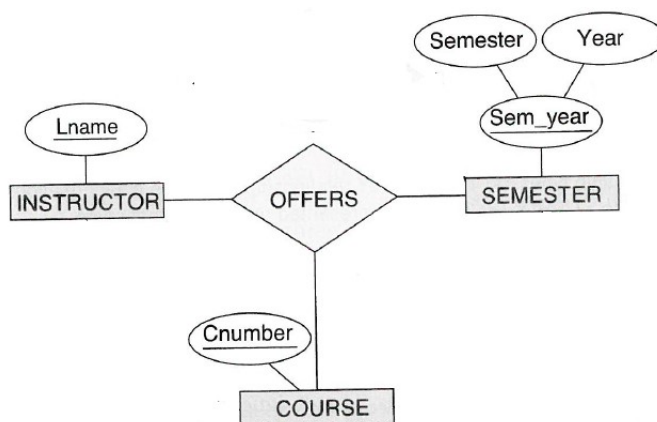 Semester
Year
Lname
Sem_year
INSTRUCTOR
OFFERS
SEMESTER
Cnumber
COURSE